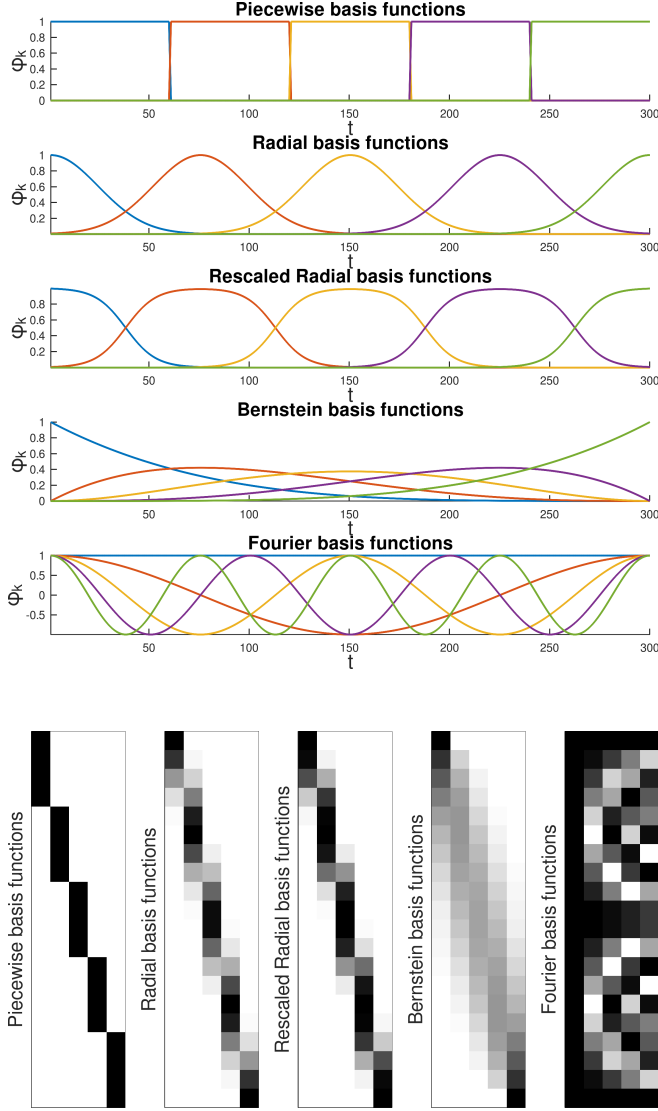 Piecewise basis functions
1
0.8
0.6
0.4
0.2
0
φk
50 100 150 200 250 300
t
Radial basis functions
1
0.8
0.6
0.4
0.2
φk
50 100 150 200 250 300
t
Rescaled Radial basis functions
0.8
0.6
0.4
0.2
φk
50 100 150 200 250 300
t
Bernstein basis functions
1
0.8
0.6
0.4
0.2
0
φk
50 100 150 200 250 300
t
Fourier basis functions
1
0.5
0
-0.5
φk
50 100 150 200 250 300
t
Piecewise basis functions
Radial basis functions
Rescaled Radial basis functions
Bernstein basis functions
Fourier basis functions